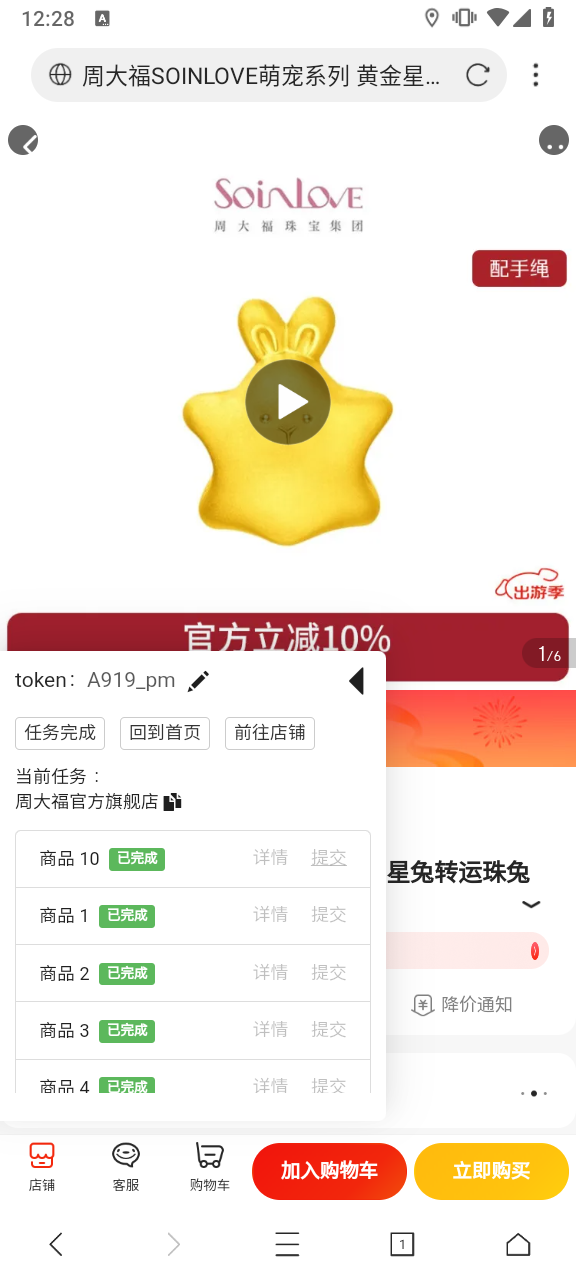 12:28
A
周大福SOINLOVE萌宠系列 黄金星...
SOINLOVE
周大福珠宝集团
配手绳
出游季
官方立减10%
1/6
token: A919_pm
任务完成
回到首页
前往店铺
当前任务：
周大福官方旗舰店
商品 10 已完成 详情 提交
商品 1 已完成 详情 提交
商品 2 已完成 详情 提交
商品 3 已完成 详情 提交
商品 4 已完成 详情 提交
星兔转运珠兔
降价通知
店铺
客服
购物车
加入购物车
立即购买
1